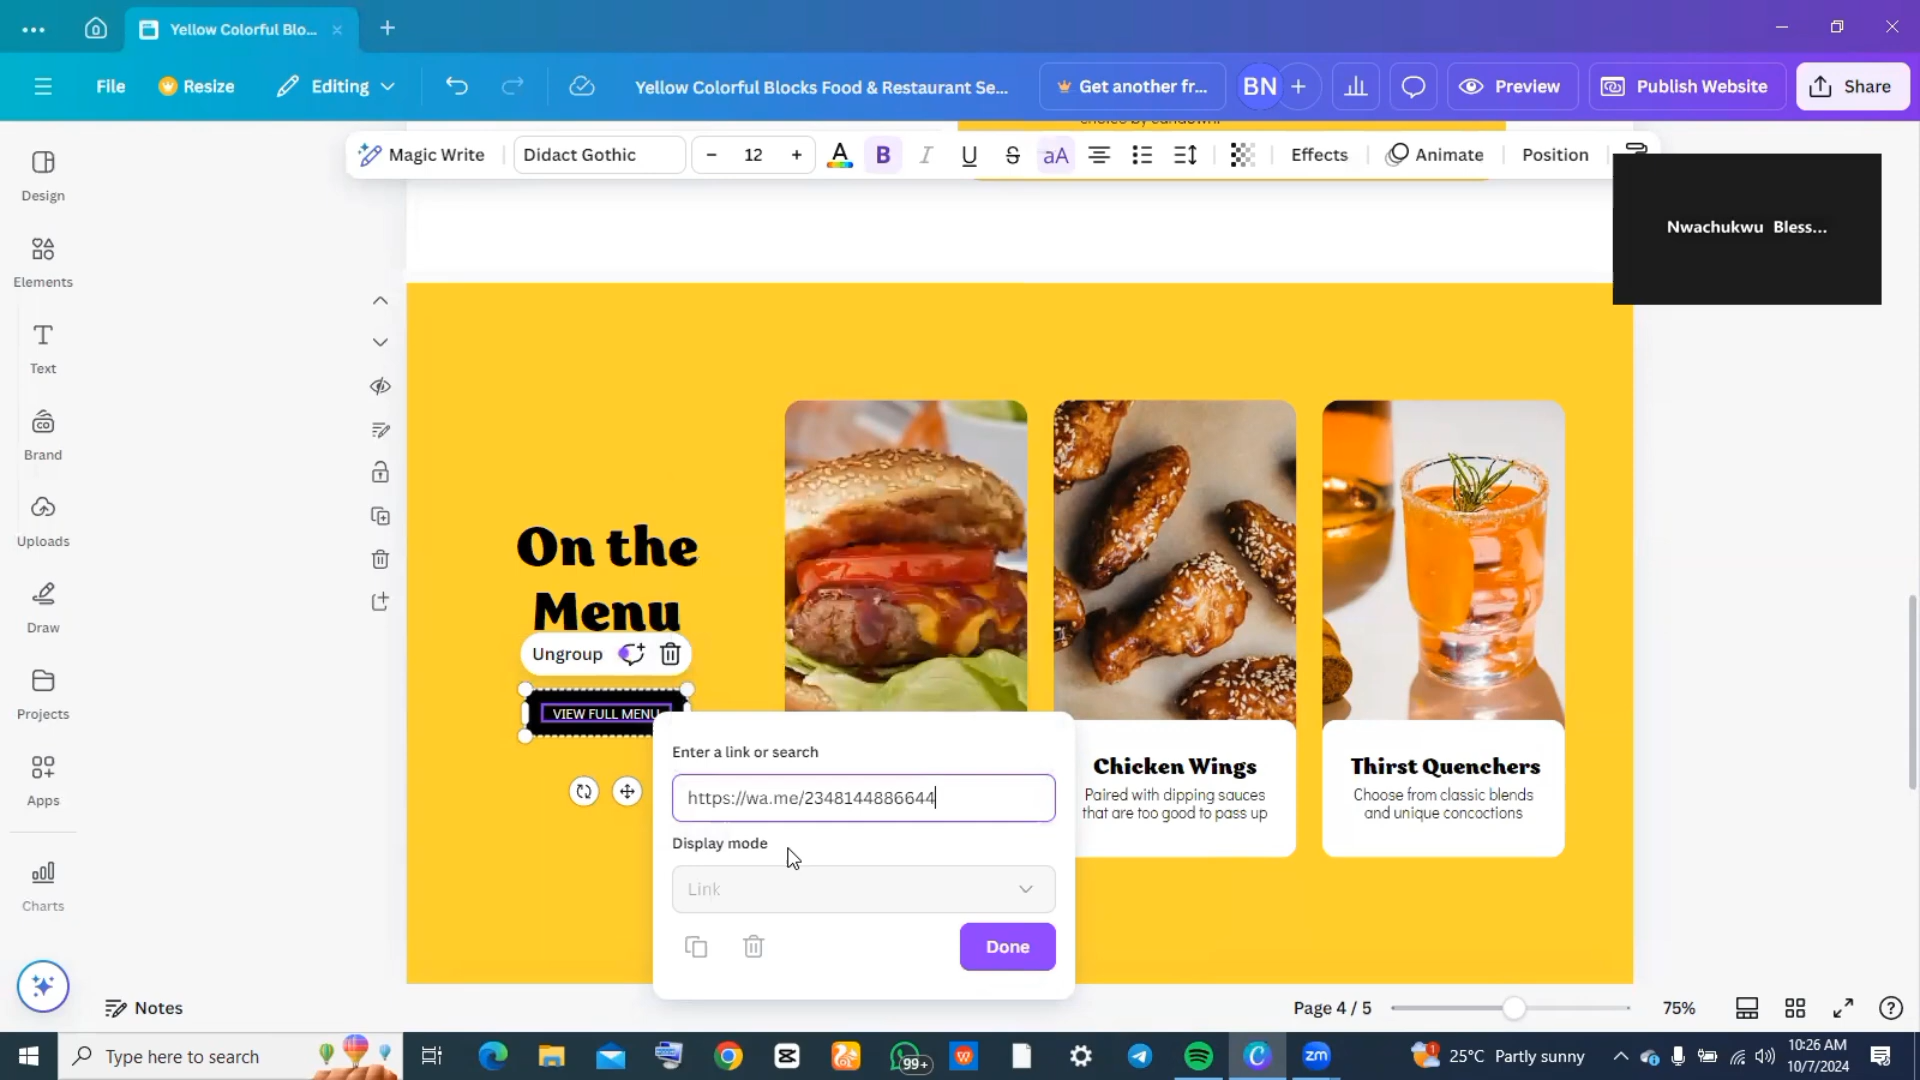 Yellow Colorful Blo...
File
Resize
Editing
Yellow Colorful Blocks Food & Restaurant Se...
Get another fr...
BN
Preview
Publish Website
Share
Magic Write
Didact Gothic
12
B
I
U
S
aA
Effects
Animate
Position
Nwachukwu Bless...
Design
Elements
Text
Brand
Uploads
Draw
Projects
Apps
Charts
On the
Menu
Ungroup
VIEW FULL MENU
Enter a link or search
https://wa.me/2348144886644
Display mode
Link
Done
Chicken Wings
Paired with dipping sauces
that are too good to pass up
Thirst Quenchers
Choose from classic blends
and unique concoctions
Notes
Page 4 / 5
75%
Type here to search
99+
zm
25°C Partly sunny
10:26 AM
10/7/2024